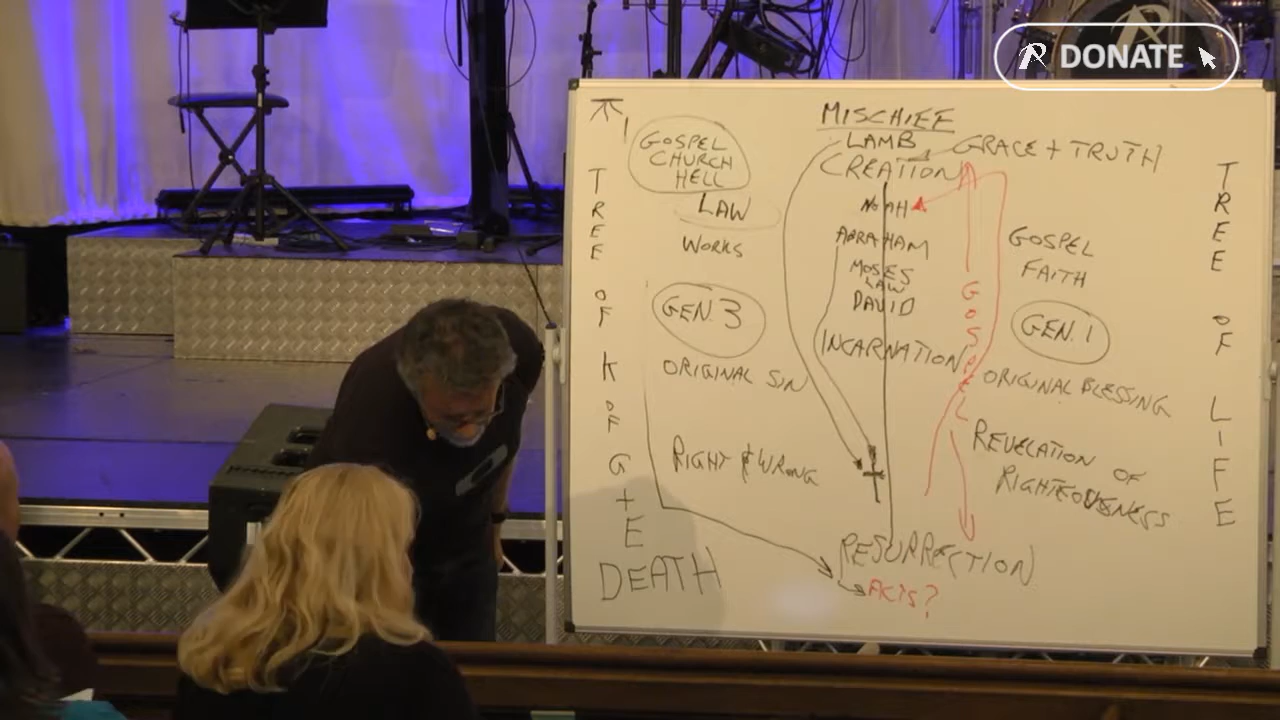 DONATE
MISCHIEF
LAMB
CREATION
GRACE + TRUTH
GOSPEL
CHURCH
HELL
LAW
WORKS
NOAH
ABRAHAM
MOSES
LAW
DAVID
INCARNATION
GOSPEL
FAITH
GEN. 3
GEN. 1
ORIGINAL SIN
ORIGINAL BLESSING
RIGHT & WRONG
REVELATION OF
RIGHTEOUSNESS
GOSPEL
RESURRECTION
ACTS?
TREE OF K OF G+E
DEATH
TREE OF LIFE